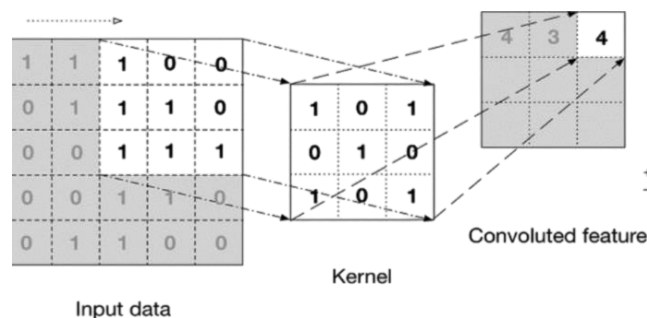 1 1 1 0 0
0 1 1 1 0
0 0 1 1 1
0 0 1 1 0
0 1 1 0 0
Input data
1 0 1
0 1 0
1 0 1
Kernel
4 3 4
Convoluted feature